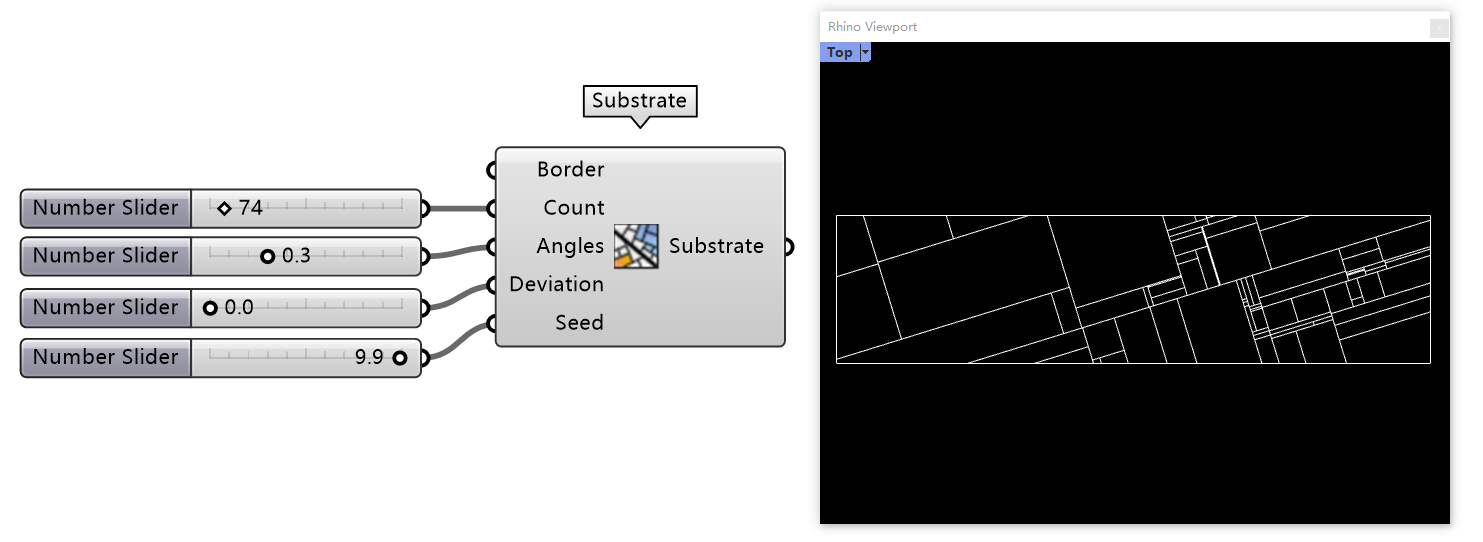 Rhino Viewport
Top
Substrate
Border
Number Slider 74
Count
Number Slider 0.3
Angles
Substrate
Number Slider 0.0
Deviation
Number Slider 9.9
Seed